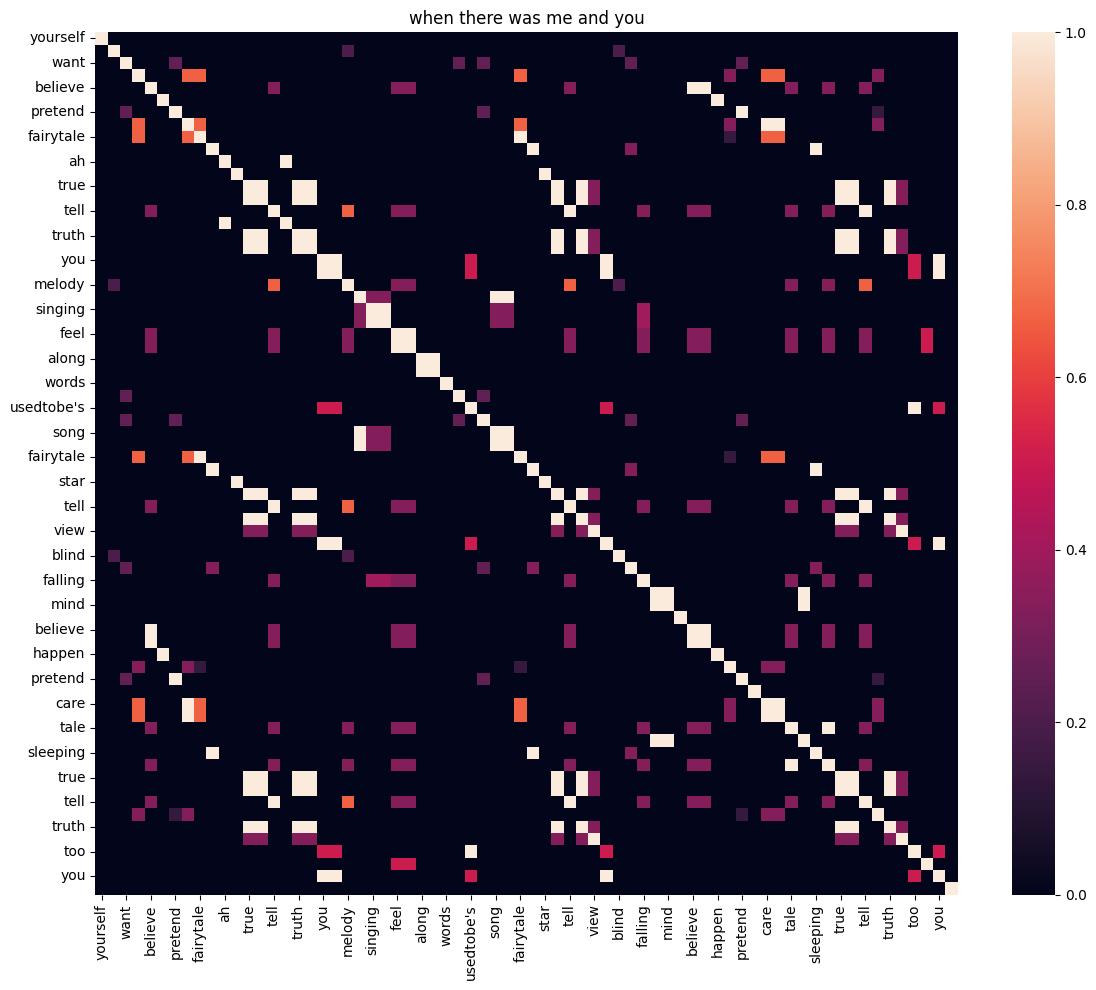 when there was me and you
yourself
want
believe
pretend
fairytale
ah
true
tell
truth
you
melody
singing
feel
along
words
usedtobe's
song
fairytale
star
tell
view
blind
falling
mind
believe
happen
pretend
care
tale
sleeping
true
tell
truth
too
you
1.0
0.8
0.6
0.4
0.2
0.0
yourself
want
believe
pretend
fairytale
ah
true
tell
truth
you
melody
singing
feel
along
words
usedtobe's
song
fairytale
star
tell
view
blind
falling
mind
believe
happen
pretend
care
tale
sleeping
true
tell
truth
too
you